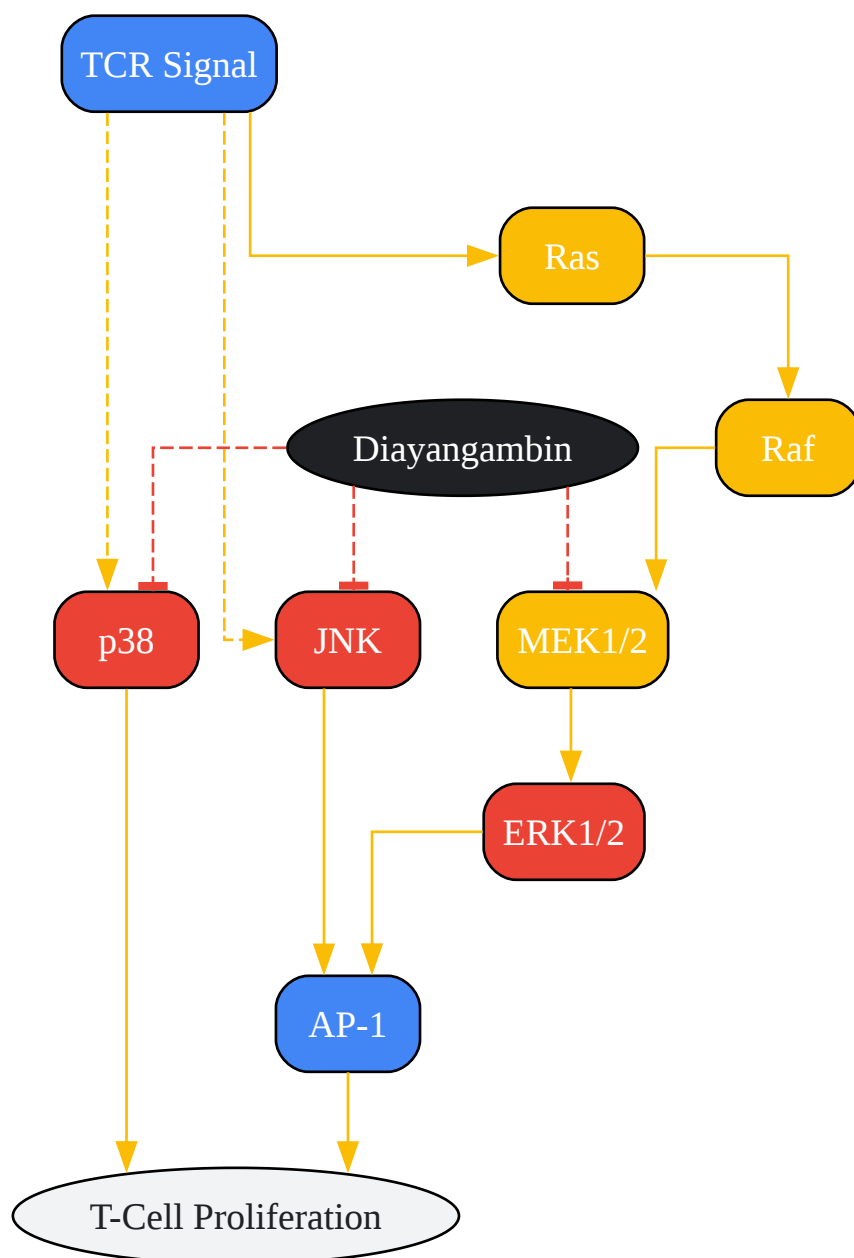 TCR Signal
Ras
Diayangambin
Raf
p38
JNK
MEK1/2
ERK1/2
AP-1
T-Cell Proliferation